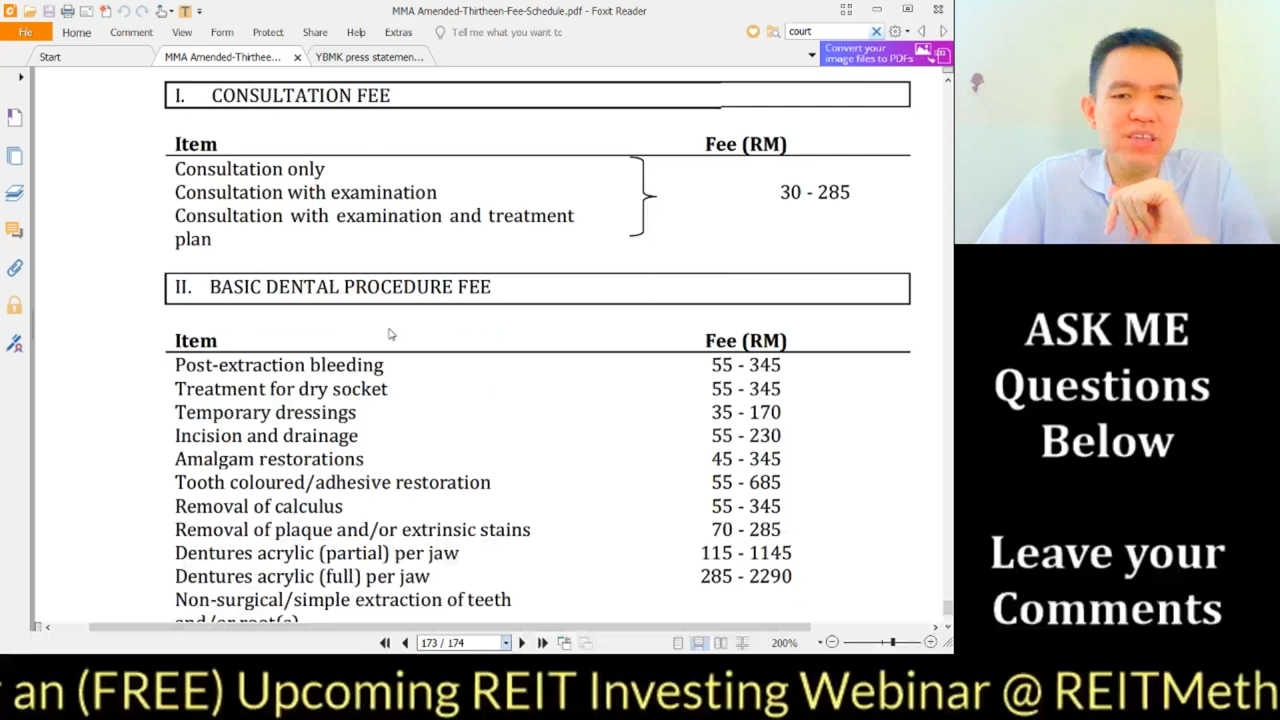 MMA Amended-Thirtheen-Fee-Schedule.pdf - Foxit Reader
File Home Comment View Form Protect Share Help Extras Tell me what you want to court
Start MMA Amended-Thirthee... YBMK press statemen...
Convert your
image files to PDFs
I. CONSULTATION FEE
Item Fee (RM)
Consultation only
Consultation with examination 30 - 285
Consultation with examination and treatment
plan
II. BASIC DENTAL PROCEDURE FEE
Item Fee (RM)
Post-extraction bleeding 55 - 345
Treatment for dry socket 55 - 345
Temporary dressings 35 - 170
Incision and drainage 55 - 230
Amalgam restorations 45 - 345
Tooth coloured/adhesive restoration 55 - 685
Removal of calculus 55 - 345
Removal of plaque and/or extrinsic stains 70 - 285
Dentures acrylic (partial) per jaw 115 - 1145
Dentures acrylic (full) per jaw 285 - 2290
Non-surgical/simple extraction of teeth
and/or root(s)
173 / 174 200%
ASK ME
Questions
Below
Leave your
Comments
r an (FREE) Upcoming REIT Investing Webinar @ REITMeth